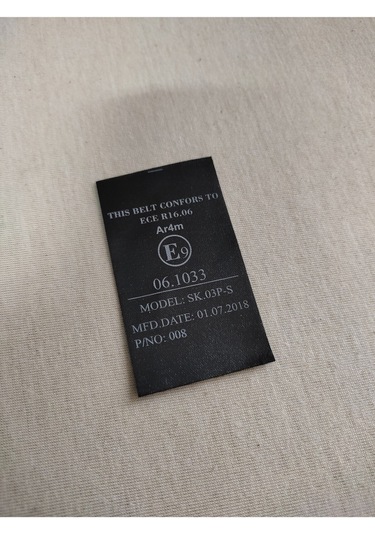 THIS BELT CONFORS TO
ECE R16.06
Ar4m
E9
06.1033
MODEL: SK.03P-S
MFD.DATE: 01.07.2018
P/NO: 008